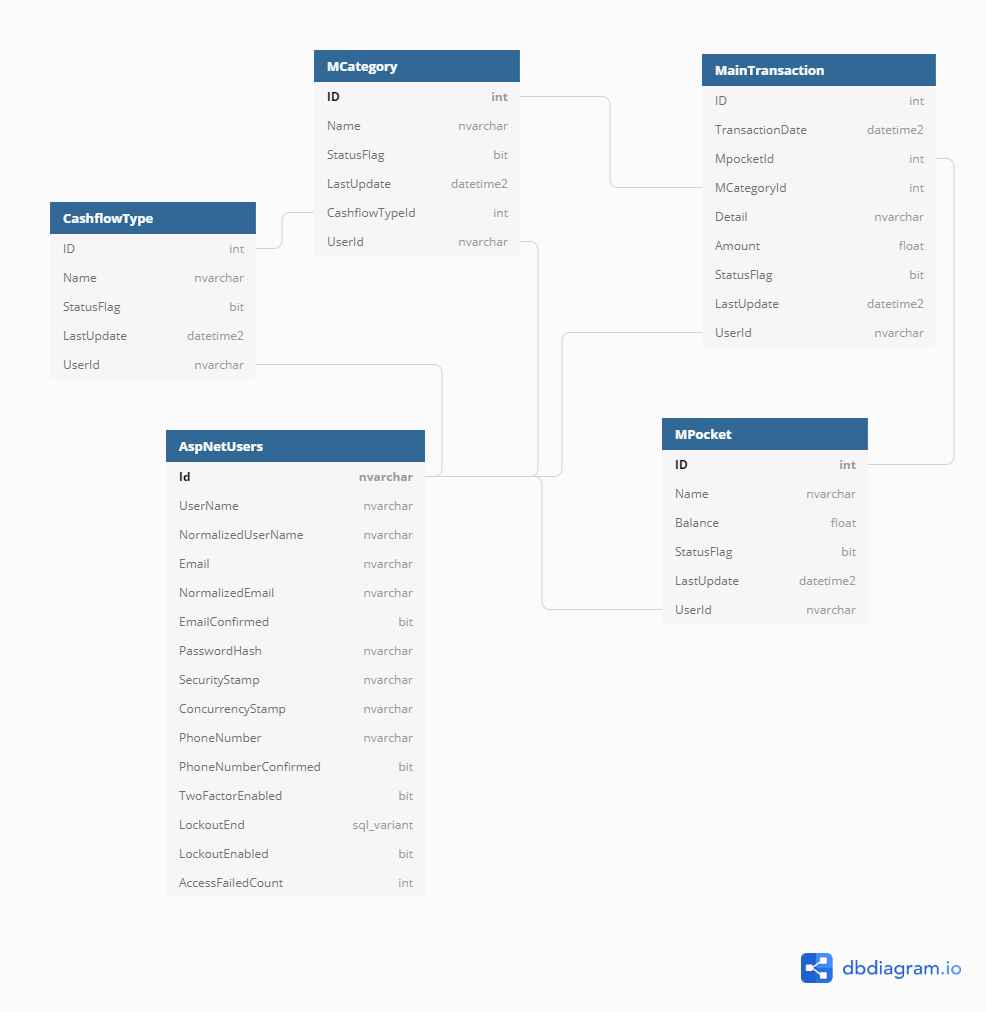 MCategory
ID int
Name nvarchar
StatusFlag bit
LastUpdate datetime2
CashflowTypeId int
UserId nvarchar
MainTransaction
ID int
TransactionDate datetime2
MpocketId int
MCategoryId int
Detail nvarchar
Amount float
StatusFlag bit
LastUpdate datetime2
UserId nvarchar
CashflowType
ID int
Name nvarchar
StatusFlag bit
LastUpdate datetime2
UserId nvarchar
AspNetUsers
Id nvarchar
UserName nvarchar
NormalizedUserName nvarchar
Email nvarchar
NormalizedEmail nvarchar
EmailConfirmed bit
PasswordHash nvarchar
SecurityStamp nvarchar
ConcurrencyStamp nvarchar
PhoneNumber nvarchar
PhoneNumberConfirmed bit
TwoFactorEnabled bit
LockoutEnd sql_variant
LockoutEnabled bit
AccessFailedCount int
MPocket
ID int
Name nvarchar
Balance float
StatusFlag bit
LastUpdate datetime2
UserId nvarchar
dbdiagram.io